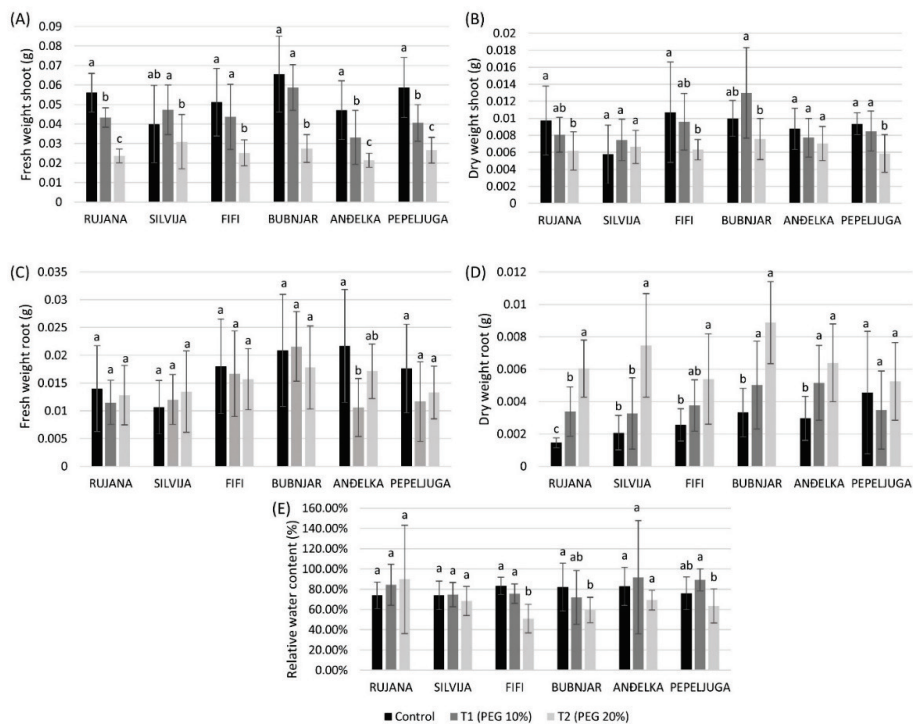 (A)
Fresh weight shoot (g)
0.09
0.08
0.07
0.06
0.05
0.04
0.03
0.02
0.01
0
a b c ab a b a a b a a b a b c a b c
RUJANA SILVIJA FIFI BUBNJAR ANĐELKA PEPELJUGA
(B)
Dry weight shoot (g)
0.02
0.018
0.016
0.014
0.012
0.01
0.008
0.006
0.004
0.002
0
a ab b a a a a ab b ab a b a a a a a b
RUJANA SILVIJA FIFI BUBNJAR ANĐELKA PEPELJUGA
(C)
Fresh weight root (g)
0.035
0.03
0.025
0.02
0.015
0.01
0.005
0
a a a a a a a a a a a a a b ab a a a
RUJANA SILVIJA FIFI BUBNJAR ANĐELKA PEPELJUGA
(D)
Dry weight root (g)
0.012
0.01
0.008
0.006
0.004
0.002
0
c b a b b a b ab a b b a b a a a a a
RUJANA SILVIJA FIFI BUBNJAR ANĐELKA PEPELJUGA
(E)
Relative water content (%)
160.00%
140.00%
120.00%
100.00%
80.00%
60.00%
40.00%
20.00%
0.00%
a a a a a a a a b a ab b a a a ab a b
RUJANA SILVIJA FIFI BUBNJAR ANĐELKA PEPELJUGA
Control T1 (PEG 10%) T2 (PEG 20%)